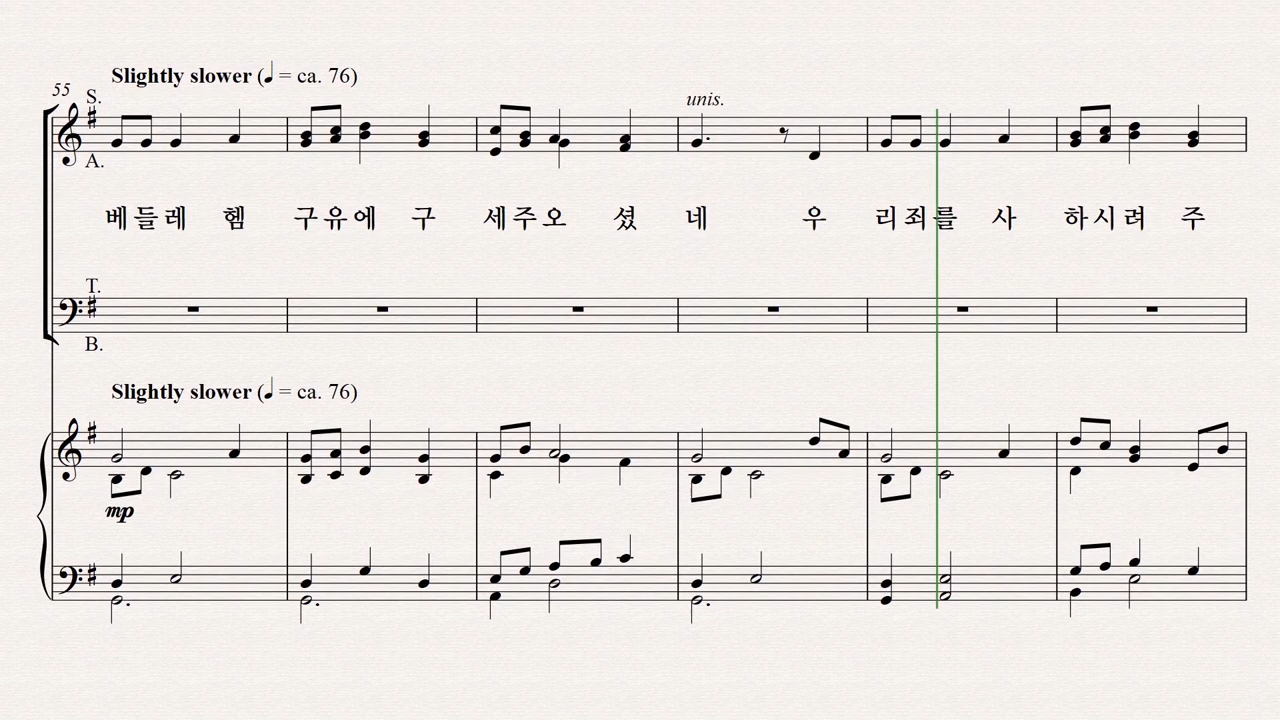 Slightly slower (♩ = ca. 76)
55
S.
unis.
A.
베들레 헴 구유에 구 세주오 셨 네 우 리죄를 사 하시려 주
T.
B.
Slightly slower (♩ = ca. 76)
mp